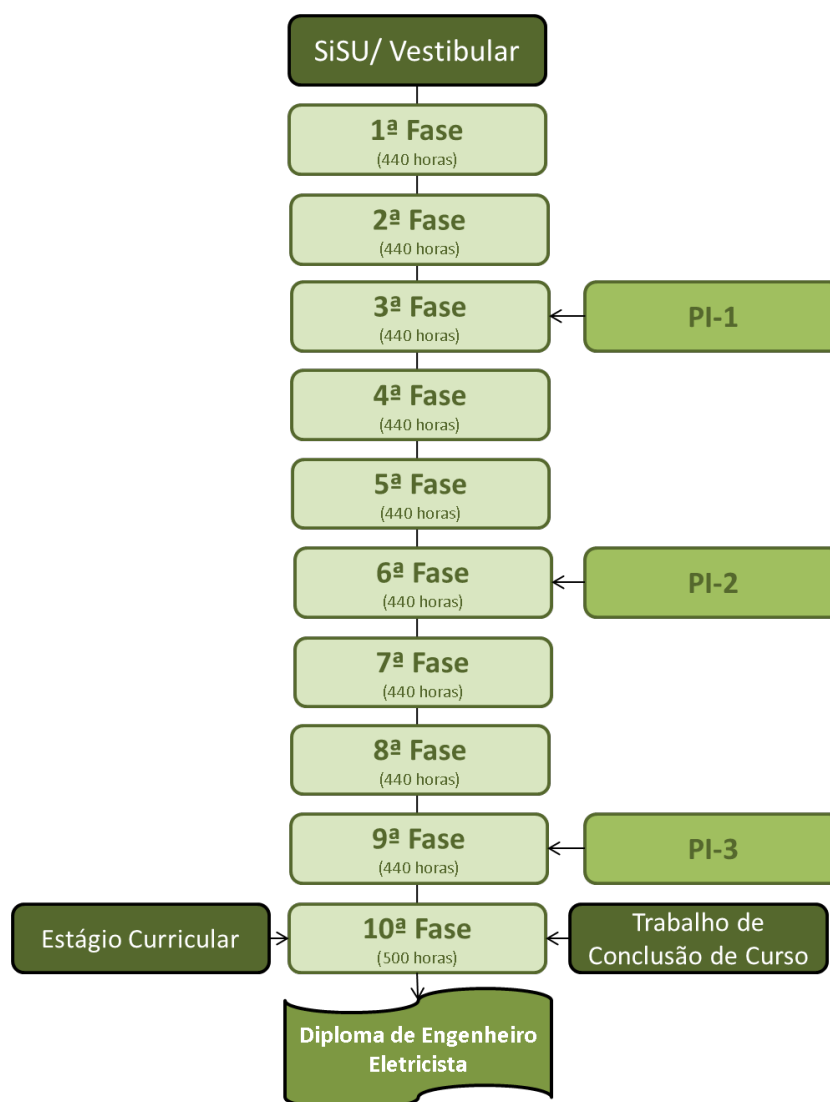 SiSU/ Vestibular
1ª Fase
(440 horas)
2ª Fase
(440 horas)
3ª Fase
(440 horas)
PI-1
4ª Fase
(440 horas)
5ª Fase
(440 horas)
6ª Fase
(440 horas)
PI-2
7ª Fase
(440 horas)
8ª Fase
(440 horas)
9ª Fase
(440 horas)
PI-3
Estágio Curricular
10ª Fase
(500 horas)
Trabalho de
Conclusão de Curso
Diploma de Engenheiro
Eletricista